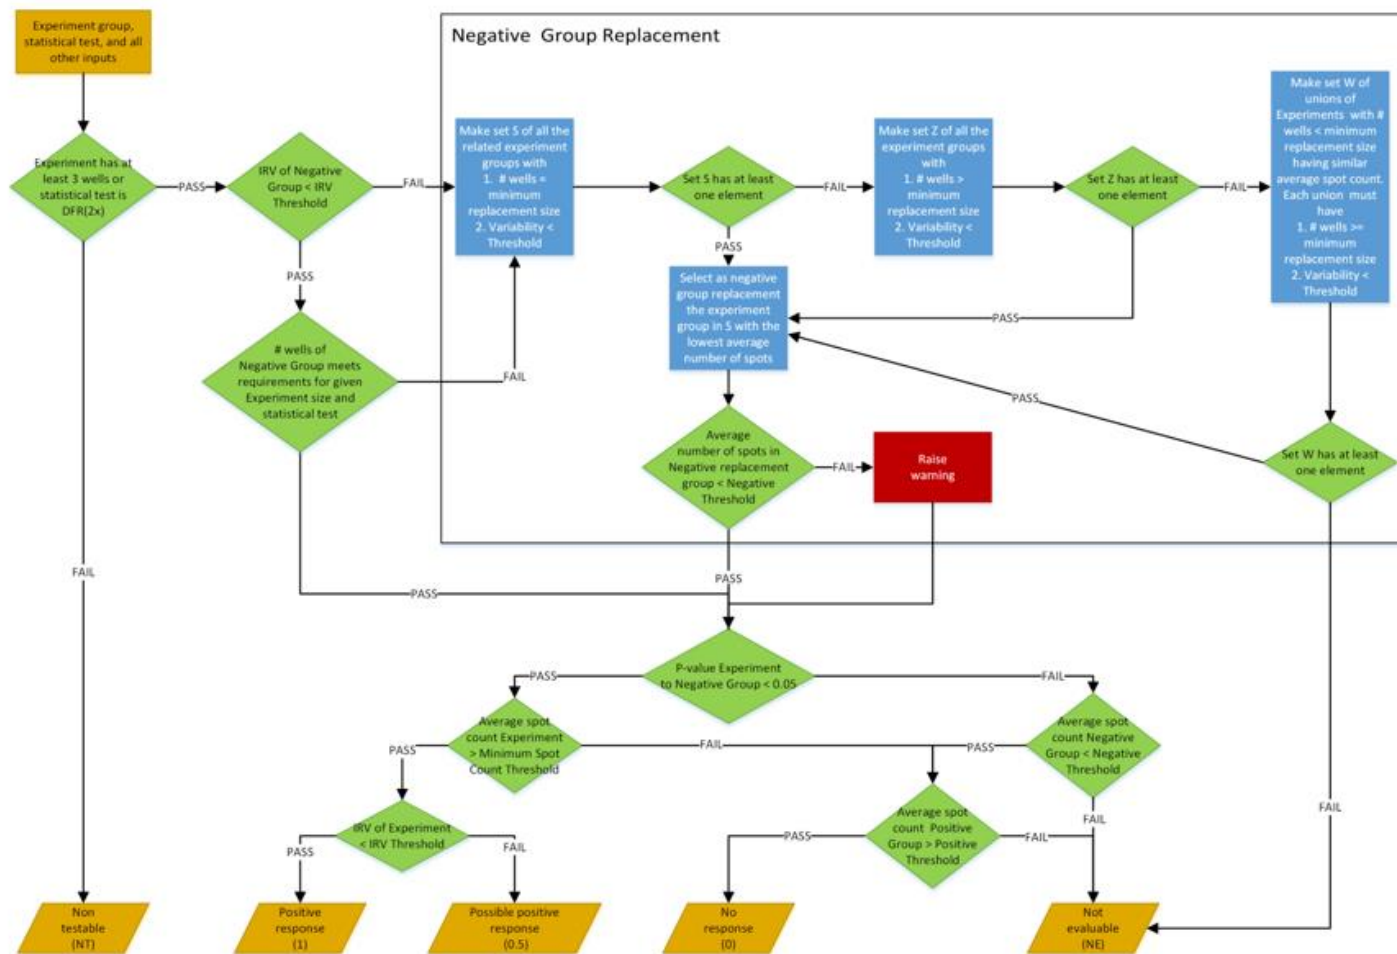 Experiment group,
statistical test, and all
other inputs
Negative Group Replacement
Experiment has at
least 3 wells or
statistical test is
DFR(2x)
PASS
IRV of Negative
Group < IRV
Threshold
FAIL
Make set S of all the
related experiment
groups with
1. # wells =
minimum
replacement size
2. Variability <
Threshold
Set S has at least
one element
FAIL
Make set Z of all the
experiment groups
with
1. # wells >
minimum
replacement size
2. Variability <
Threshold
Set Z has at least
one element
FAIL
Make set W of
unions of
Experiments with #
wells < minimum
replacement size
having similar
average spot count.
Each union must
have
1. # wells >=
minimum
replacement size
2. Variability <
Threshold
PASS
PASS
Select as negative
group replacement
the experiment
group in S with the
lowest average
number of spots
PASS
# wells of
Negative Group meets
requirements for given
Experiment size and
statistical test
FAIL
PASS
Average
number of spots in
Negative replacement
group < Negative
Threshold
FAIL
Raise
warning
Set W has at least
one element
FAIL
PASS
PASS
P-value Experiment
to Negative Group < 0.05
PASS
FAIL
Average spot
count Experiment
> Minimum Spot
Count Threshold
PASS
FAIL
PASS
Average spot
count Negative
Group < Negative
Threshold
FAIL
FAIL
IRV of Experiment
< IRV Threshold
PASS
FAIL
Average spot
count Positive
Group > Positive
Threshold
PASS
FAIL
Non
testable
(NT)
Positive
response
(1)
Possible positive
response
(0.5)
No
response
(0)
Not
evaluable
(NE)